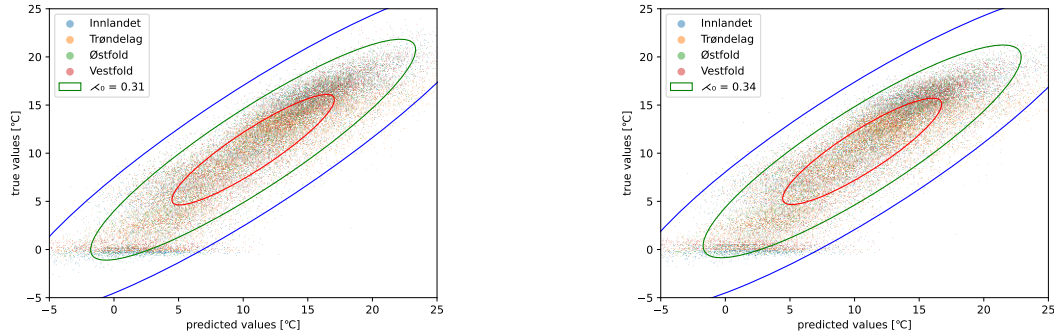 Innlandet
Trøndelag
Østfold
Vestfold
⋌₀ = 0.31
true values [℃]
25
20
15
10
5
0
−5
−5 0 5 10 15 20 25
predicted values [℃]
Innlandet
Trøndelag
Østfold
Vestfold
⋌₀ = 0.34
true values [℃]
25
20
15
10
5
0
−5
−5 0 5 10 15 20 25
predicted values [℃]